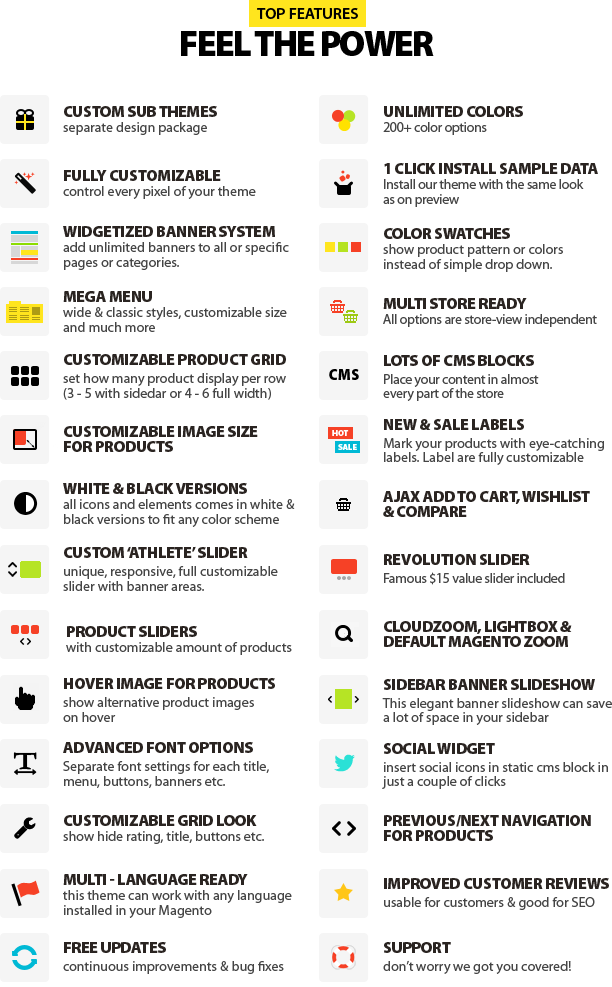 TOP FEATURES
FEEL THE POWER
CUSTOM SUB THEMES
separate design package
FULLY CUSTOMIZABLE
control every pixel of your theme
WIDGETIZED BANNER SYSTEM
add unlimited banners to all or specific
pages or categories.
MEGA MENU
wide & classic styles, customizable size
and much more
CUSTOMIZABLE PRODUCT GRID
set how many product display per row
(3 - 5 with sidedar or 4 - 6 full width)
CUSTOMIZABLE IMAGE SIZE
FOR PRODUCTS
WHITE & BLACK VERSIONS
all icons and elements comes in white &
black versions to fit any color scheme
CUSTOM ‘ATHLETE’ SLIDER
unique, responsive, full customizable
slider with banner areas.
PRODUCT SLIDERS
with customizable amount of products
HOVER IMAGE FOR PRODUCTS
show alternative product images
on hover
ADVANCED FONT OPTIONS
Separate font settings for each title,
menu, buttons, banners etc.
CUSTOMIZABLE GRID LOOK
show hide rating, title, buttons etc.
MULTI - LANGUAGE READY
this theme can work with any language
installed in your Magento
FREE UPDATES
continuous improvements & bug fixes
UNLIMITED COLORS
200+ color options
1 CLICK INSTALL SAMPLE DATA
Install our theme with the same look
as on preview
COLOR SWATCHES
show product pattern or colors
instead of simple drop down.
MULTI STORE READY
All options are store-view independent
CMS
LOTS OF CMS BLOCKS
Place your content in almost
every part of the store
HOT
SALE
NEW & SALE LABELS
Mark your products with eye-catching
labels. Label are fully customizable
AJAX ADD TO CART, WISHLIST
& COMPARE
REVOLUTION SLIDER
Famous $15 value slider included
CLOUDZOOM, LIGHTBOX &
DEFAULT MAGENTO ZOOM
SIDEBAR BANNER SLIDESHOW
This elegant banner slideshow can save
a lot of space in your sidebar
SOCIAL WIDGET
insert social icons in static cms block in
just a couple of clicks
PREVIOUS/NEXT NAVIGATION
FOR PRODUCTS
IMPROVED CUSTOMER REVIEWS
usable for customers & good for SEO
SUPPORT
don’t worry we got you covered!